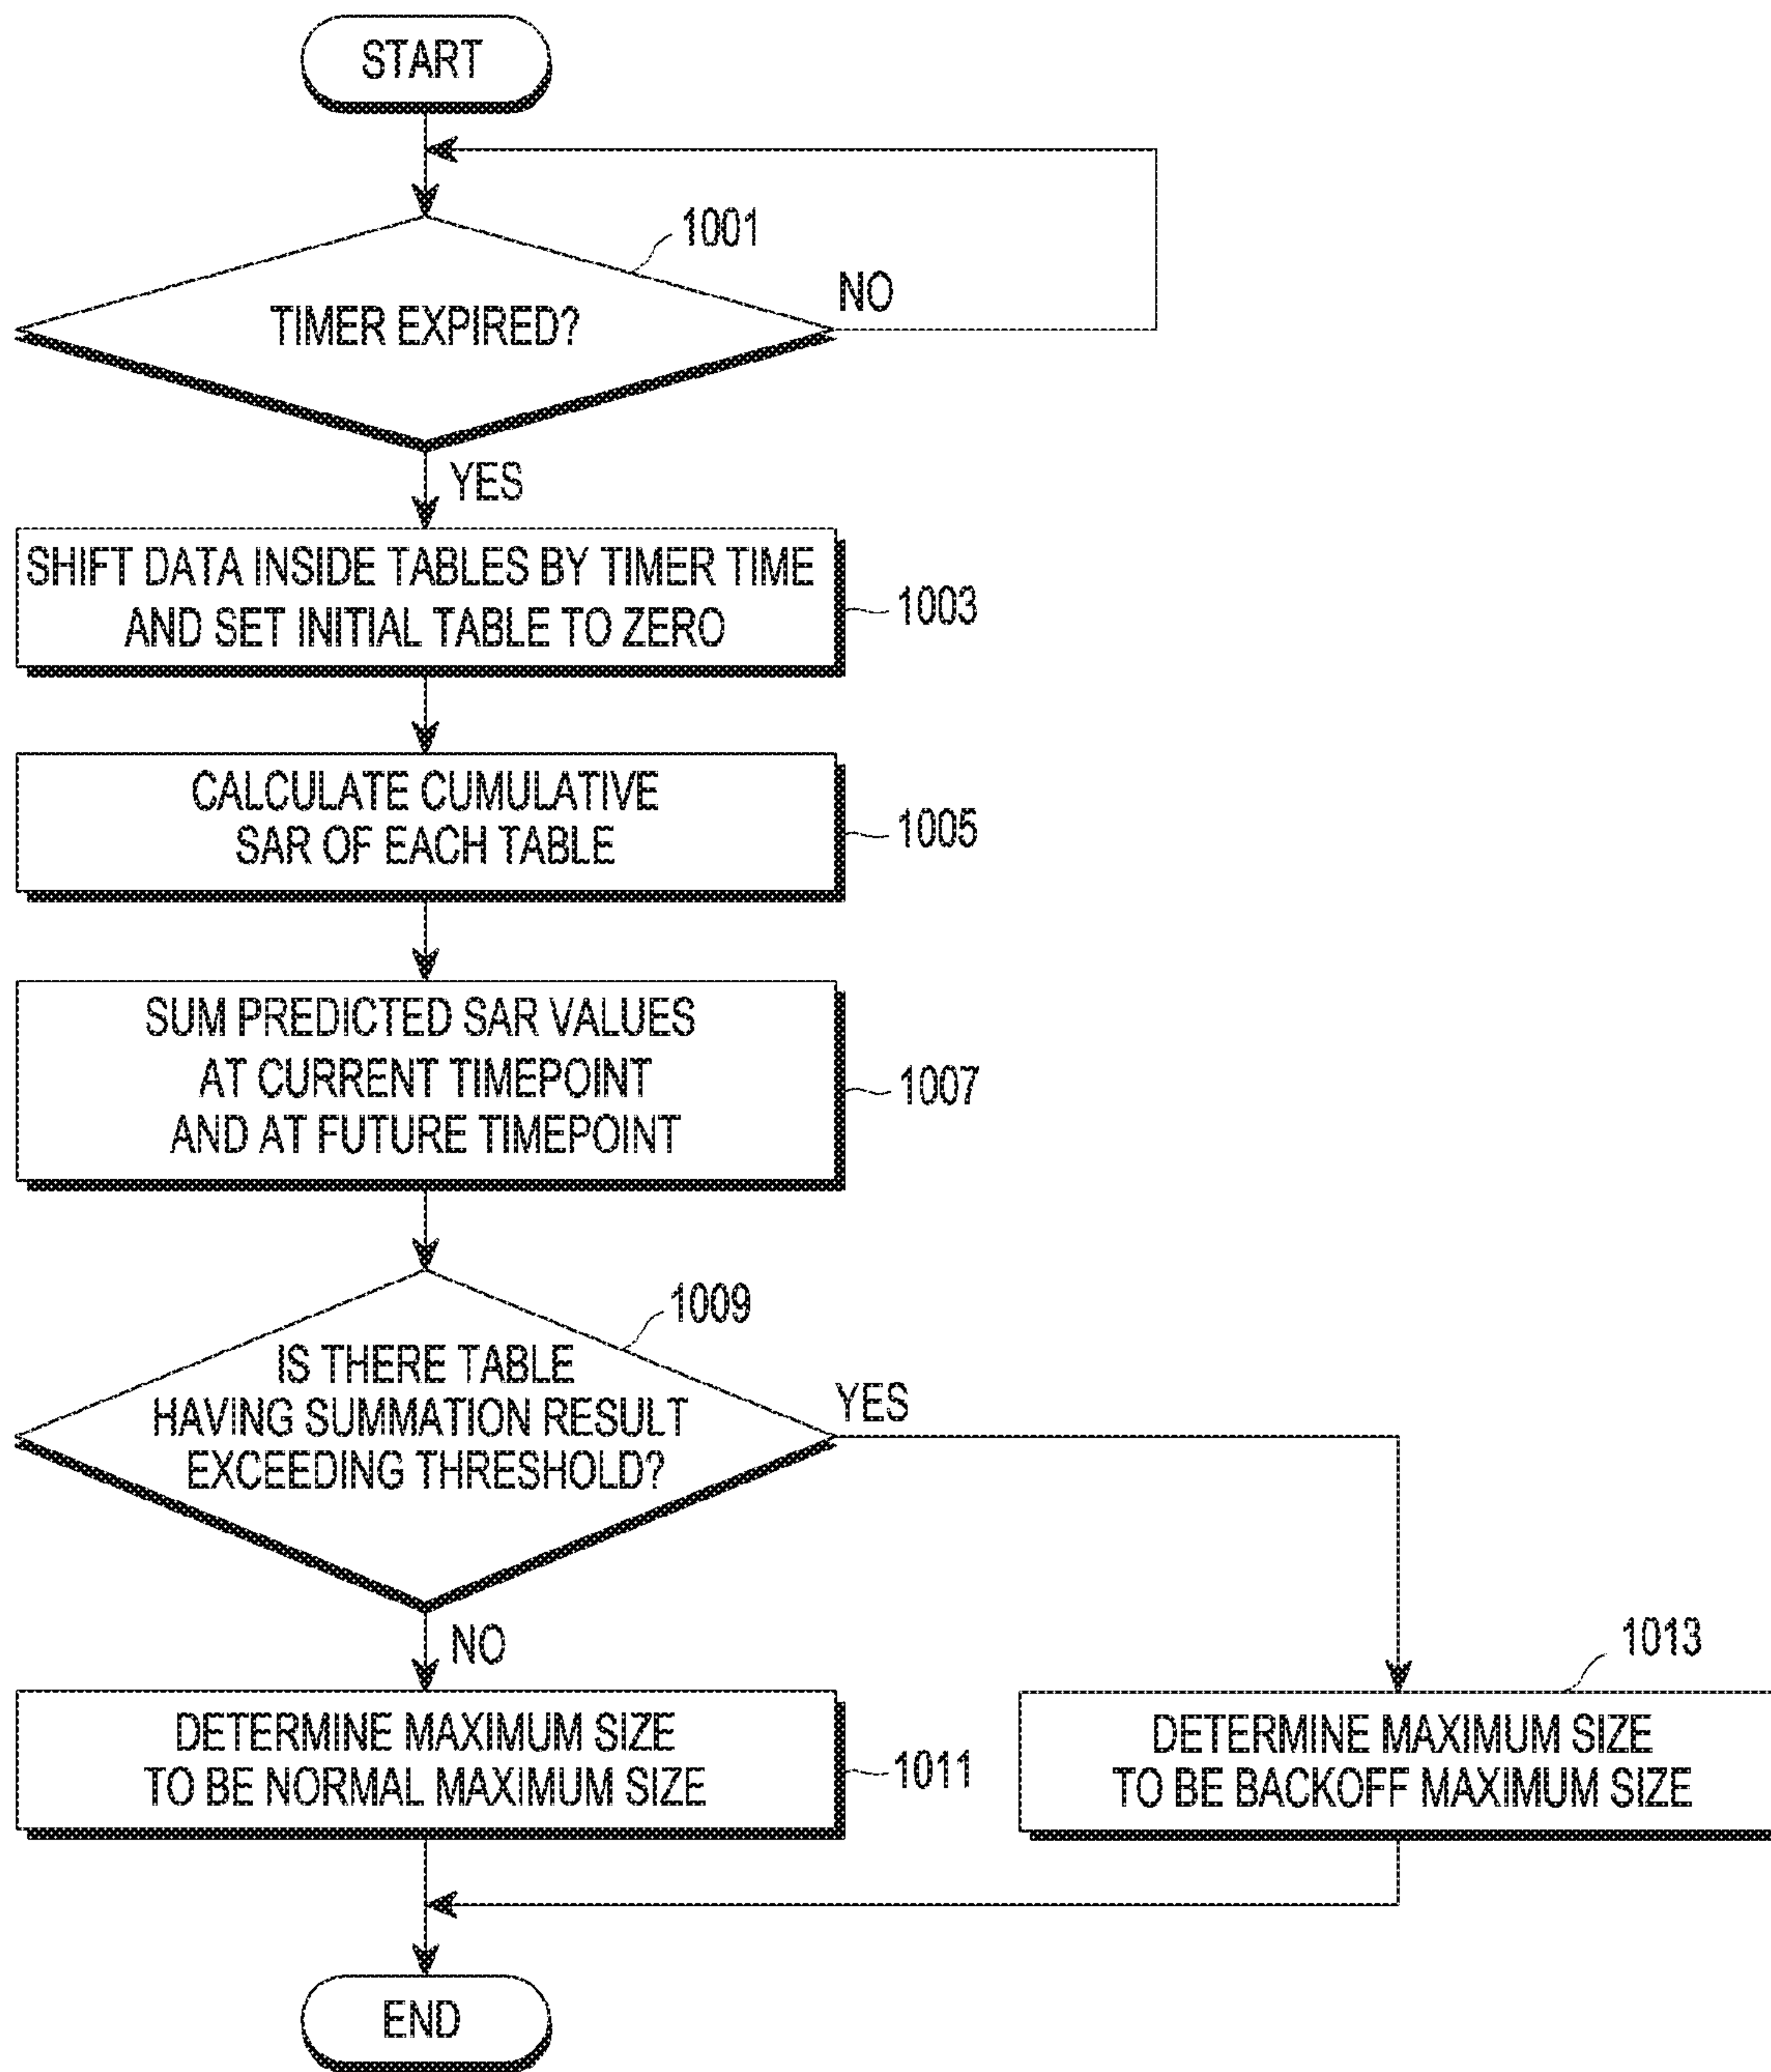 START
1001
TIMER EXPIRED?
NO
YES
SHIFT DATA INSIDE TABLES BY TIMER TIME
AND SET INITIAL TABLE TO ZERO
1003
CALCULATE CUMULATIVE
SAR OF EACH TABLE
1005
SUM PREDICTED SAR VALUES
AT CURRENT TIMEPOINT
AND AT FUTURE TIMEPOINT
1007
1009
IS THERE TABLE
HAVING SUMMATION RESULT
EXCEEDING THRESHOLD?
YES
NO
DETERMINE MAXIMUM SIZE
TO BE NORMAL MAXIMUM SIZE
1011
1013
DETERMINE MAXIMUM SIZE
TO BE BACKOFF MAXIMUM SIZE
END